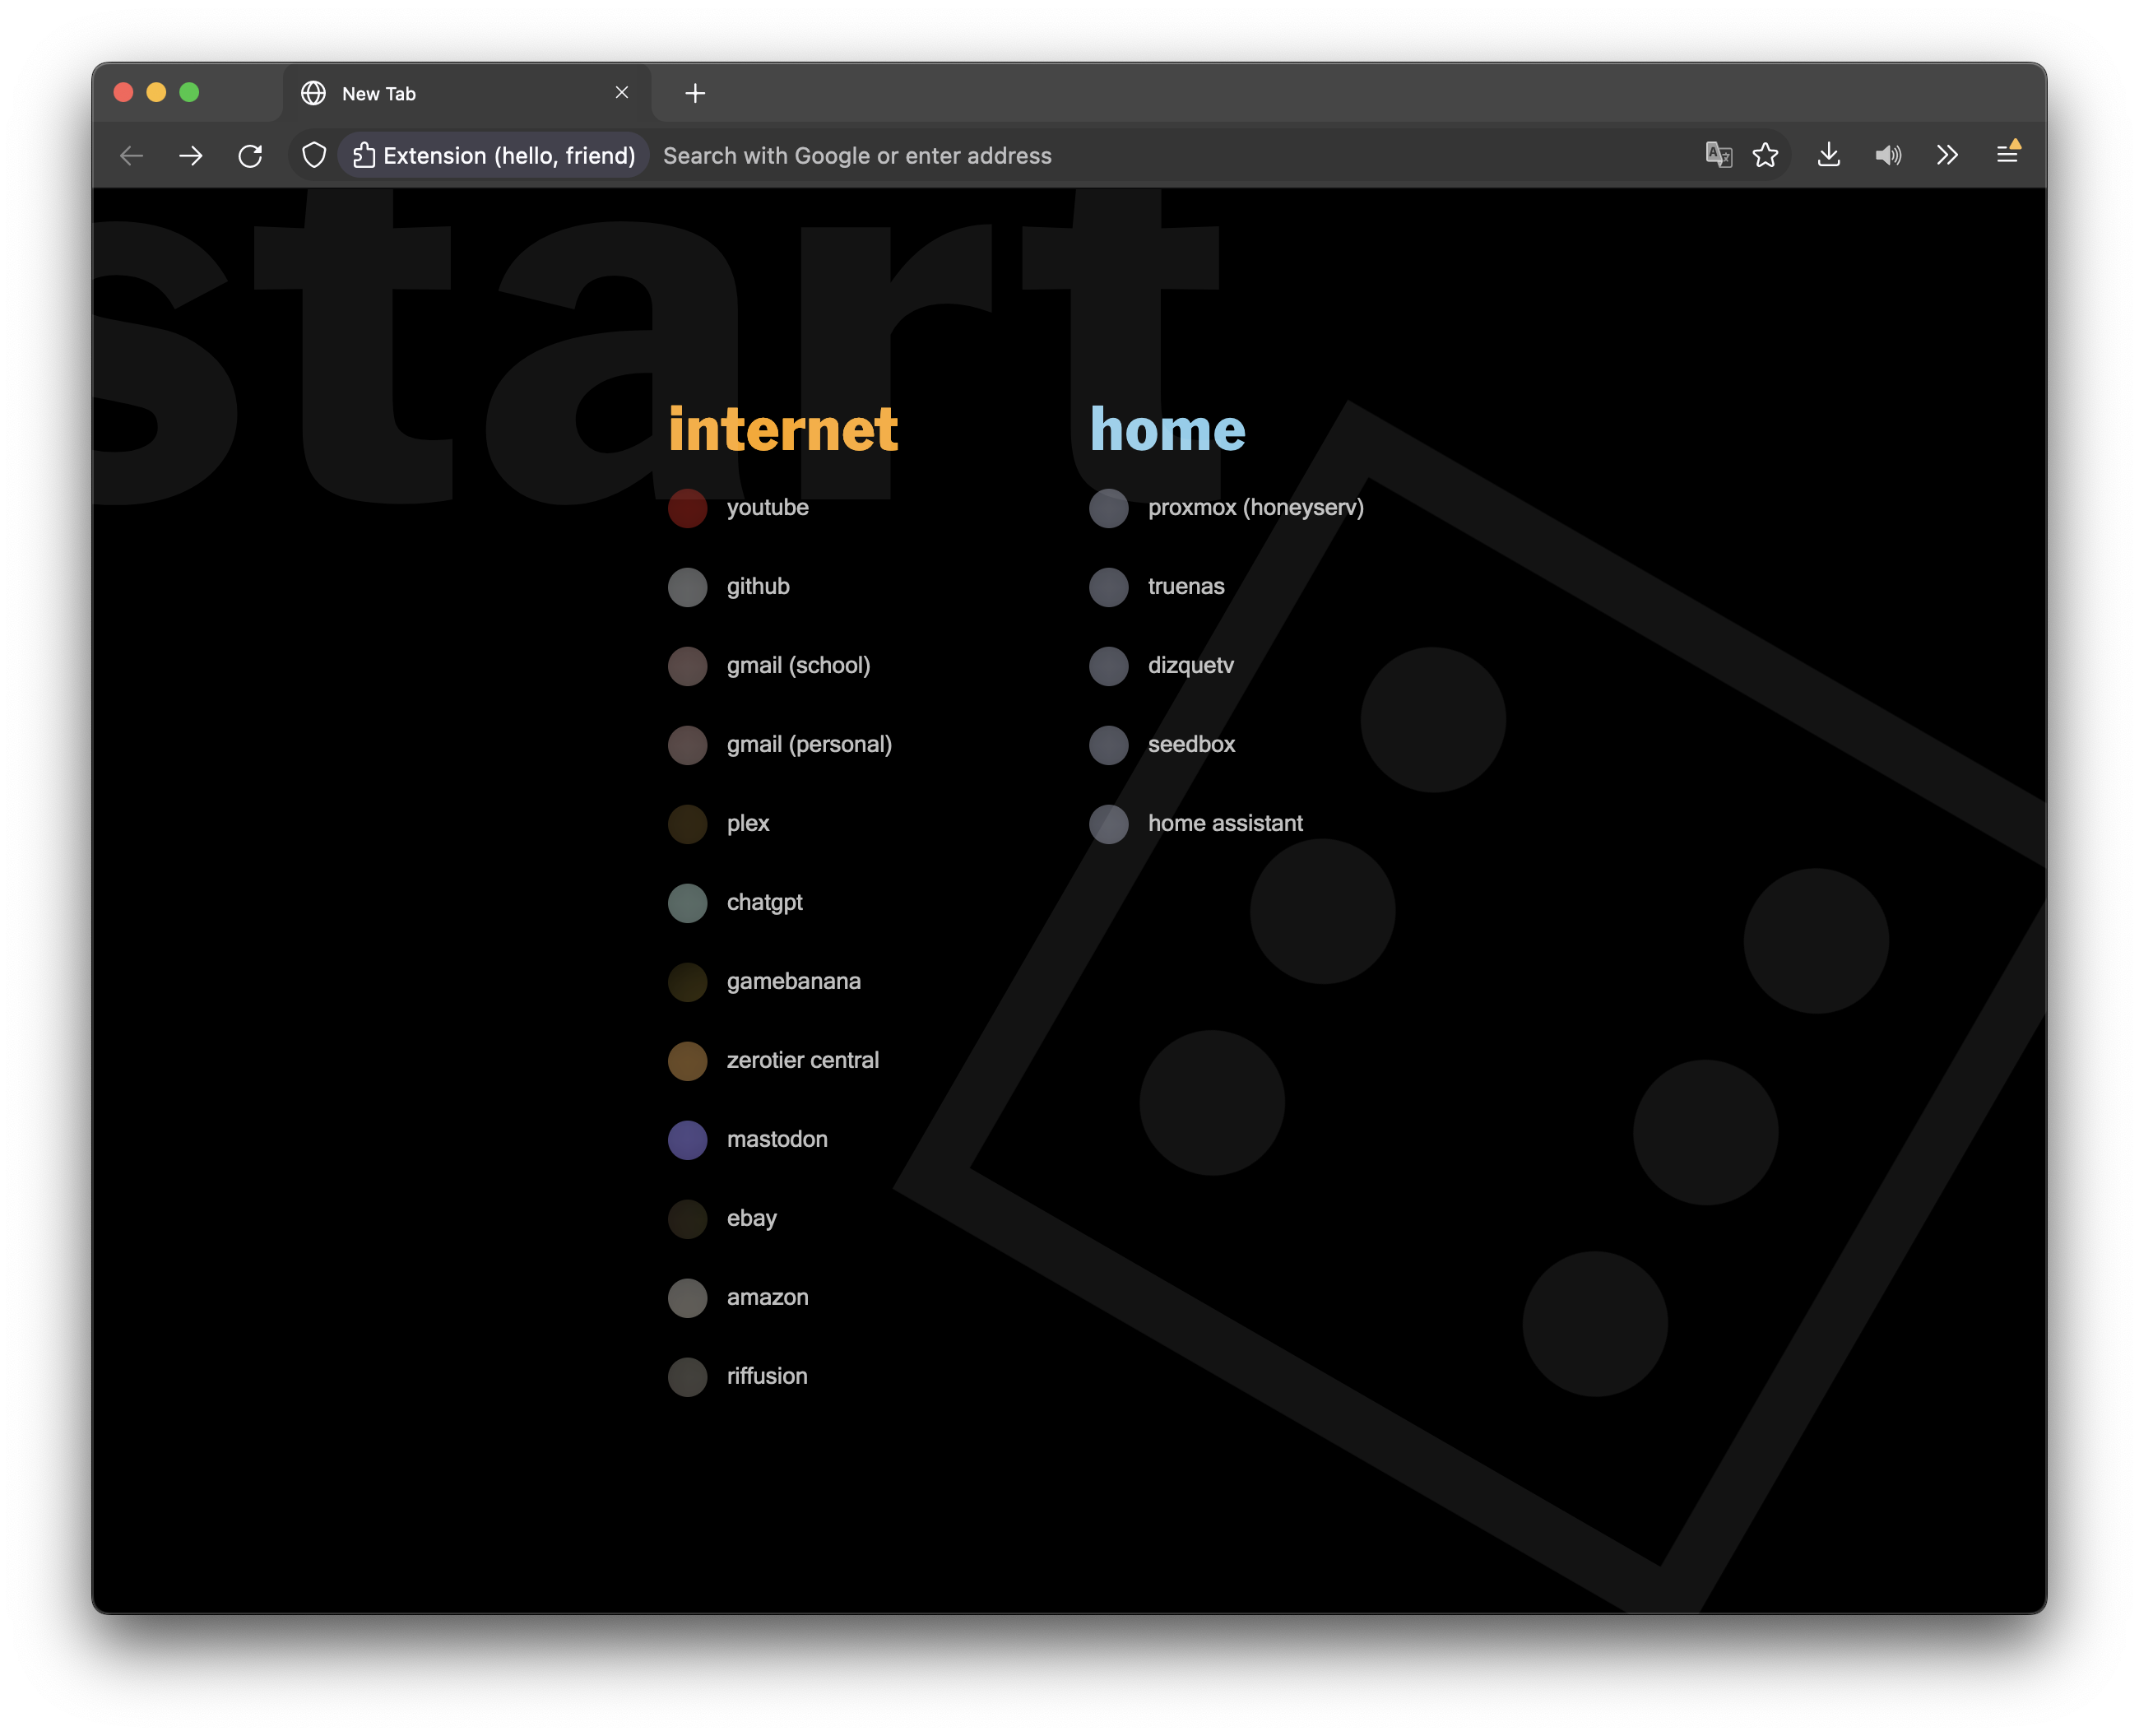 New Tab
Extension (hello, friend) Search with Google or enter address
start
internet
youtube
github
gmail (school)
gmail (personal)
plex
chatgpt
gamebanana
zerotier central
mastodon
ebay
amazon
riffusion
home
proxmox (honeyserv)
truenas
dizquetv
seedbox
home assistant